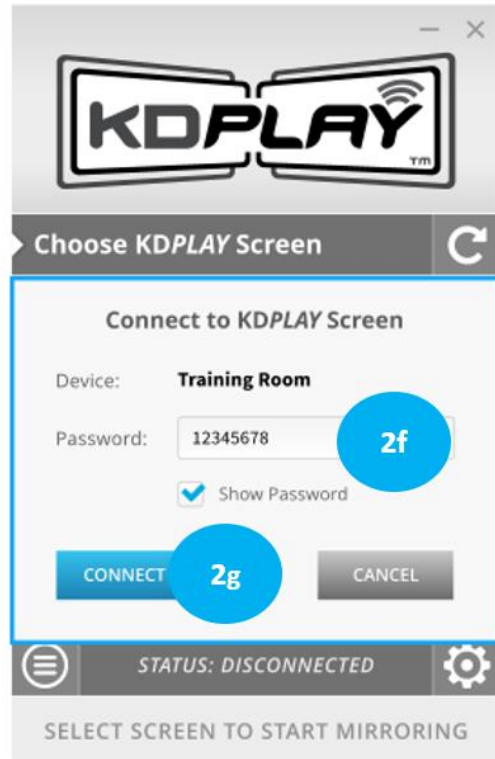 KDPLAY
TM
Choose KDPLAY Screen
Connect to KDPLAY Screen
Device: Training Room
Password: 12345678 2f
Show Password
CONNECT 2g CANCEL
STATUS: DISCONNECTED
SELECT SCREEN TO START MIRRORING